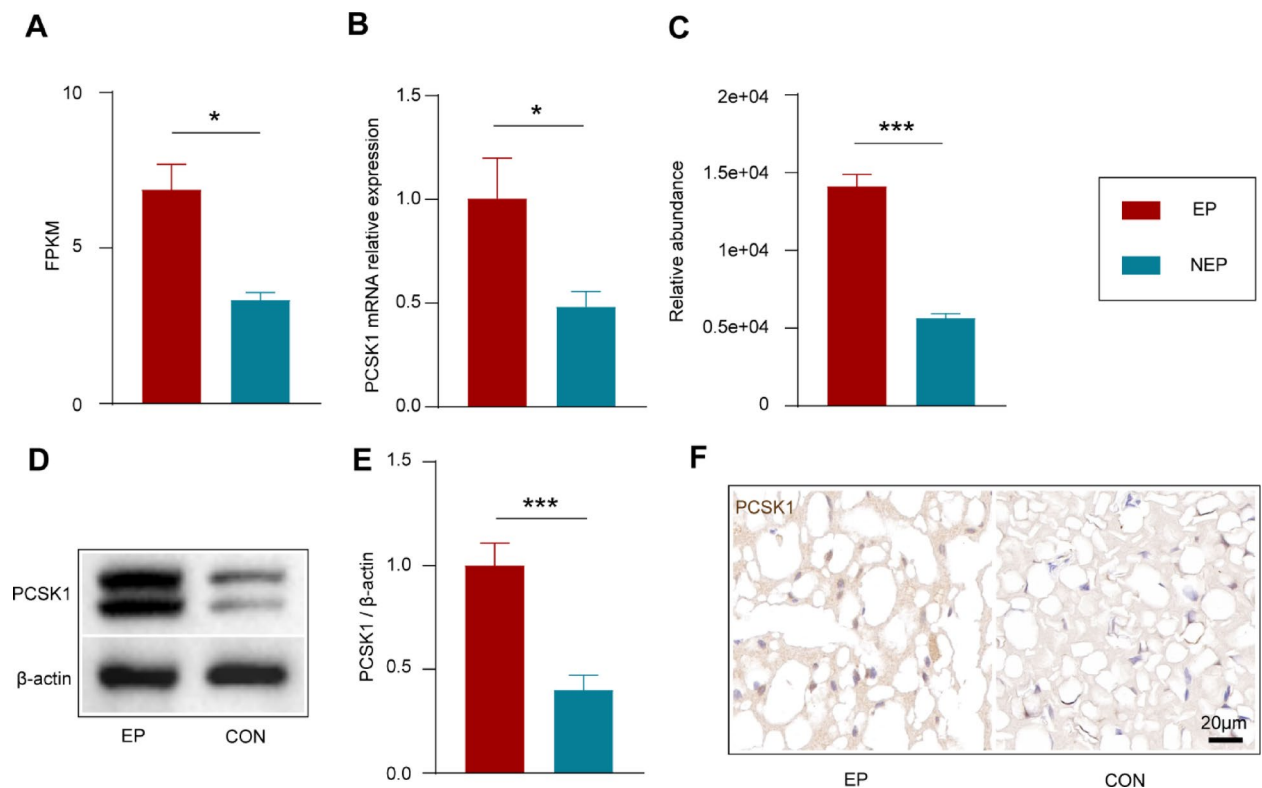 A
10
5
0
FPKM
*
B
1.5
1.0
0.5
0.0
PCSK1 mRNA relative expression
*
C
2e+04
1.5e+04
1e+04
0.5e+04
0
Relative abundance
***
EP
NEP
D
PCSK1
β-actin
EP CON
E
1.5
1.0
0.5
0.0
PCSK1 / β-actin
***
F
PCSK1
20μm
EP CON